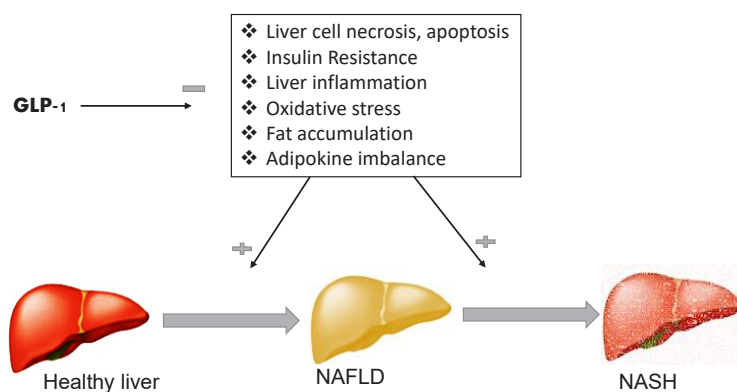 ❖ Liver cell necrosis, apoptosis
❖ Insulin Resistance
❖ Liver inflammation
❖ Oxidative stress
❖ Fat accumulation
❖ Adipokine imbalance
GLP-1
Healthy liver
NAFLD
NASH